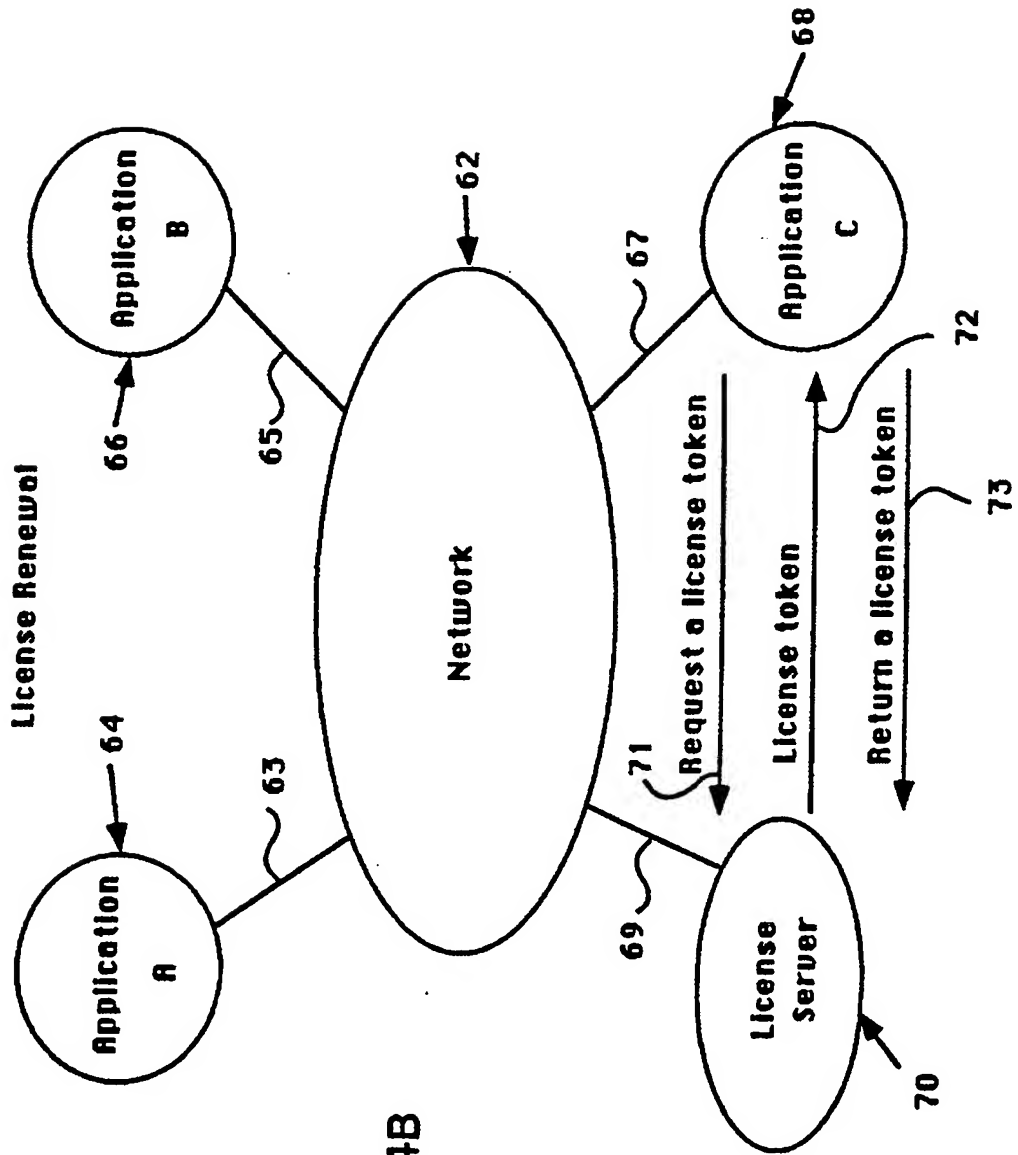 License Renewal
64
66
Application
A
Application
B
63
65
62
Network
67
69
71
68
Request a license token
License
Server
License token
Application
C
Return a license token
70
72
73
4B